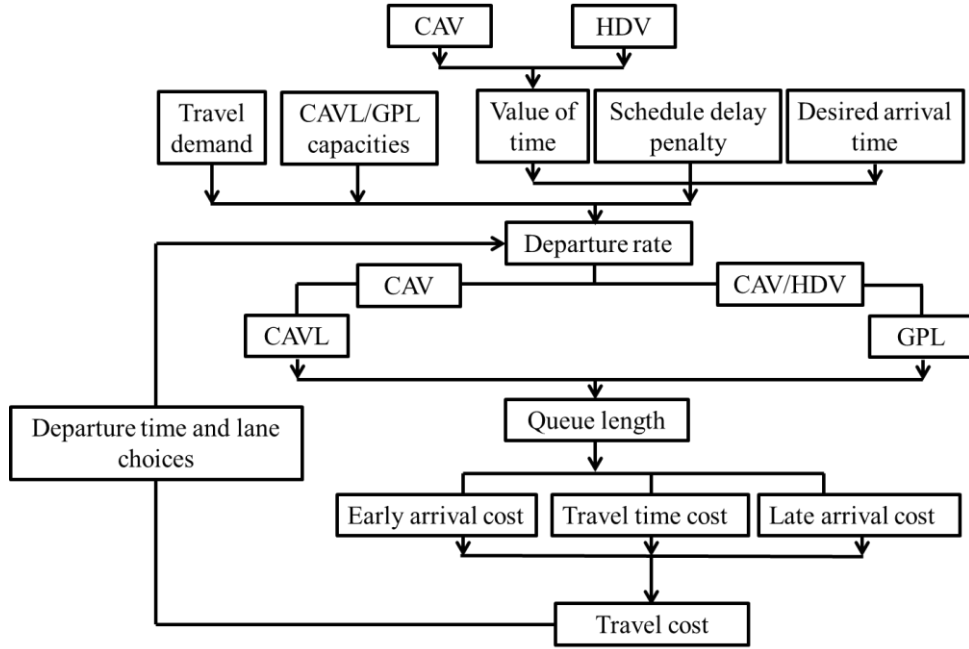 CAV
HDV
Travel
demand
CAVL/GPL
capacities
Value of
time
Schedule delay
penalty
Desired arrival
time
Departure rate
CAV
CAV/HDV
CAVL
GPL
Queue length
Departure time and lane
choices
Early arrival cost
Travel time cost
Late arrival cost
Travel cost